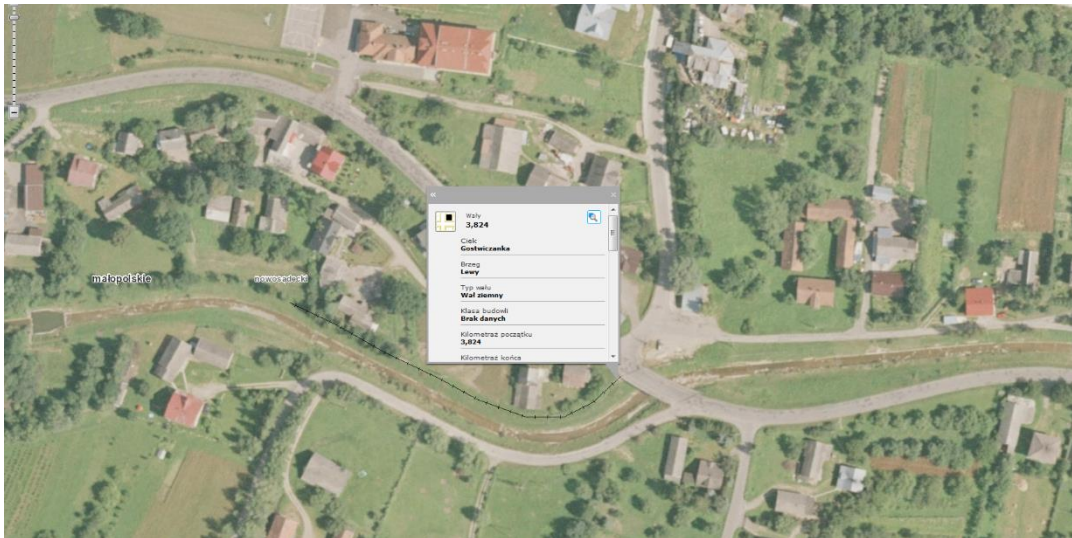 Wały
3,824
Ciek
Gostwiczanka
Brzeg
Lewy
Typ wału
Wał ziemny
Klasa budowli
Brak danych
Kilometraż początku
3,824
Kilometraż końca
małopolskie
nowosądecki